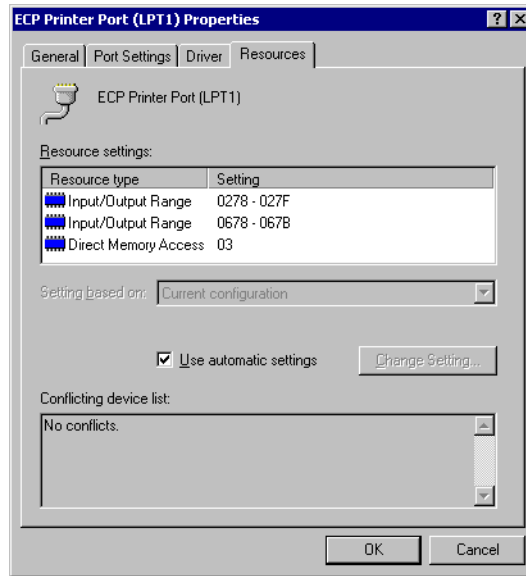 ECP Printer Port (LPT1) Properties
General Port Settings Driver Resources
ECP Printer Port (LPT1)
Resource settings:
Resource type Setting
Input/Output Range 0278 - 027F
Input/Output Range 0678 - 067B
Direct Memory Access 03
Setting based on: Current configuration
Use automatic settings Change Setting...
Conflicting device list:
No conflicts.
OK Cancel